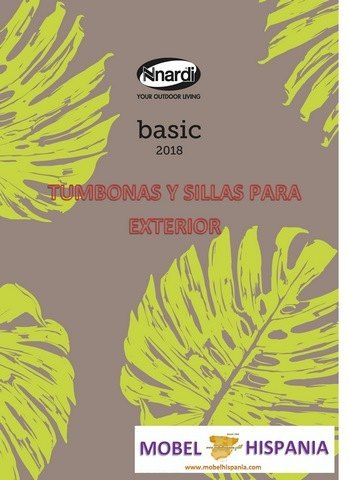 nardi
YOUR OUTDOOR LIVING
basic
2018
TUMBONAS Y SILLAS PARA
EXTERIOR
MOBEL HISPANIA
www.mobelhispania.com